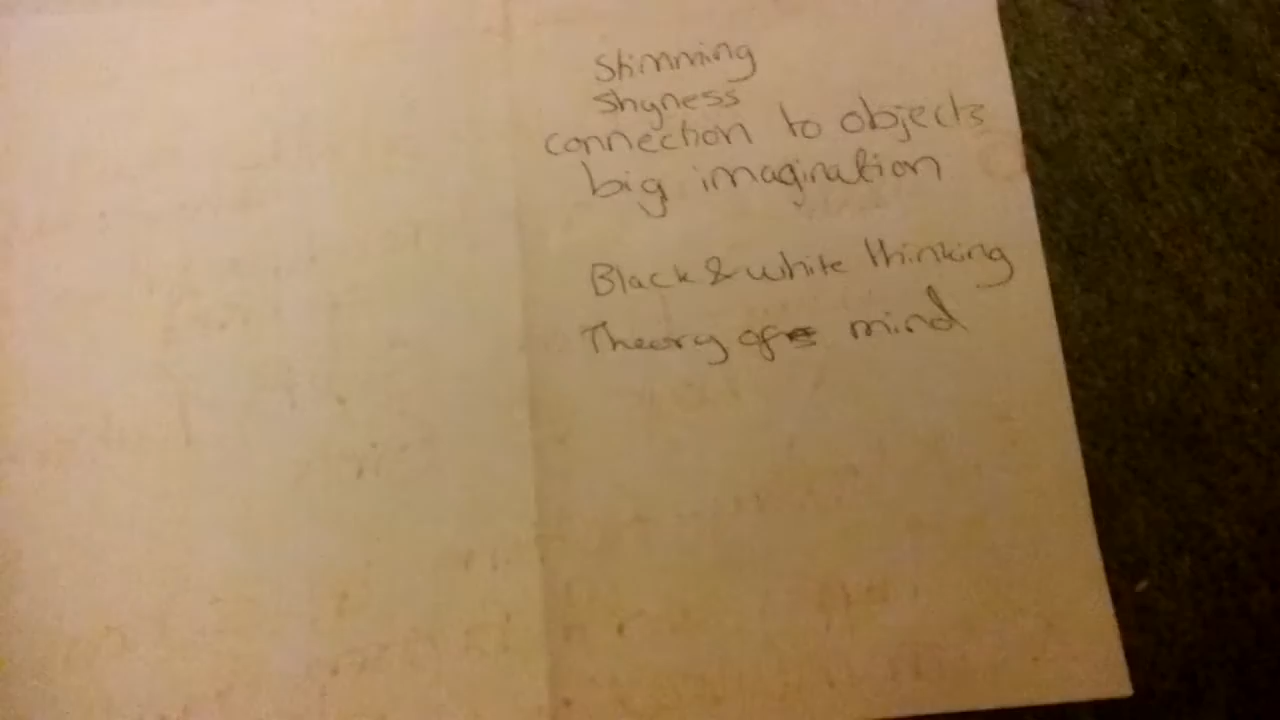 Stimming
Shyness
connection to objects
big imagination
Black & white thinking
Theory of mind